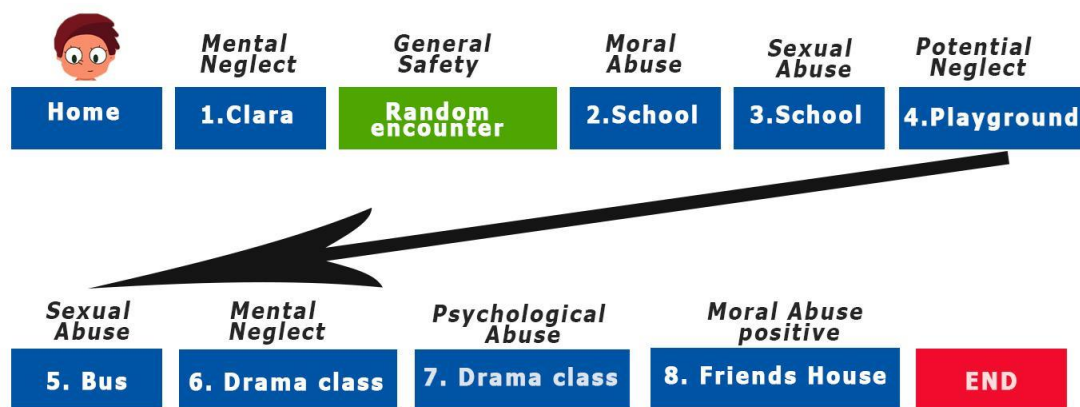 Mental
Neglect
General
Safety
Moral
Abuse
Sexual
Abuse
Potential
Neglect
Home
1.Clara
Random
encounter
2.School
3.School
4.Playground
Sexual
Abuse
Mental
Neglect
Psychological
Abuse
Moral Abuse
positive
5. Bus
6. Drama class
7. Drama class
8. Friends House
END